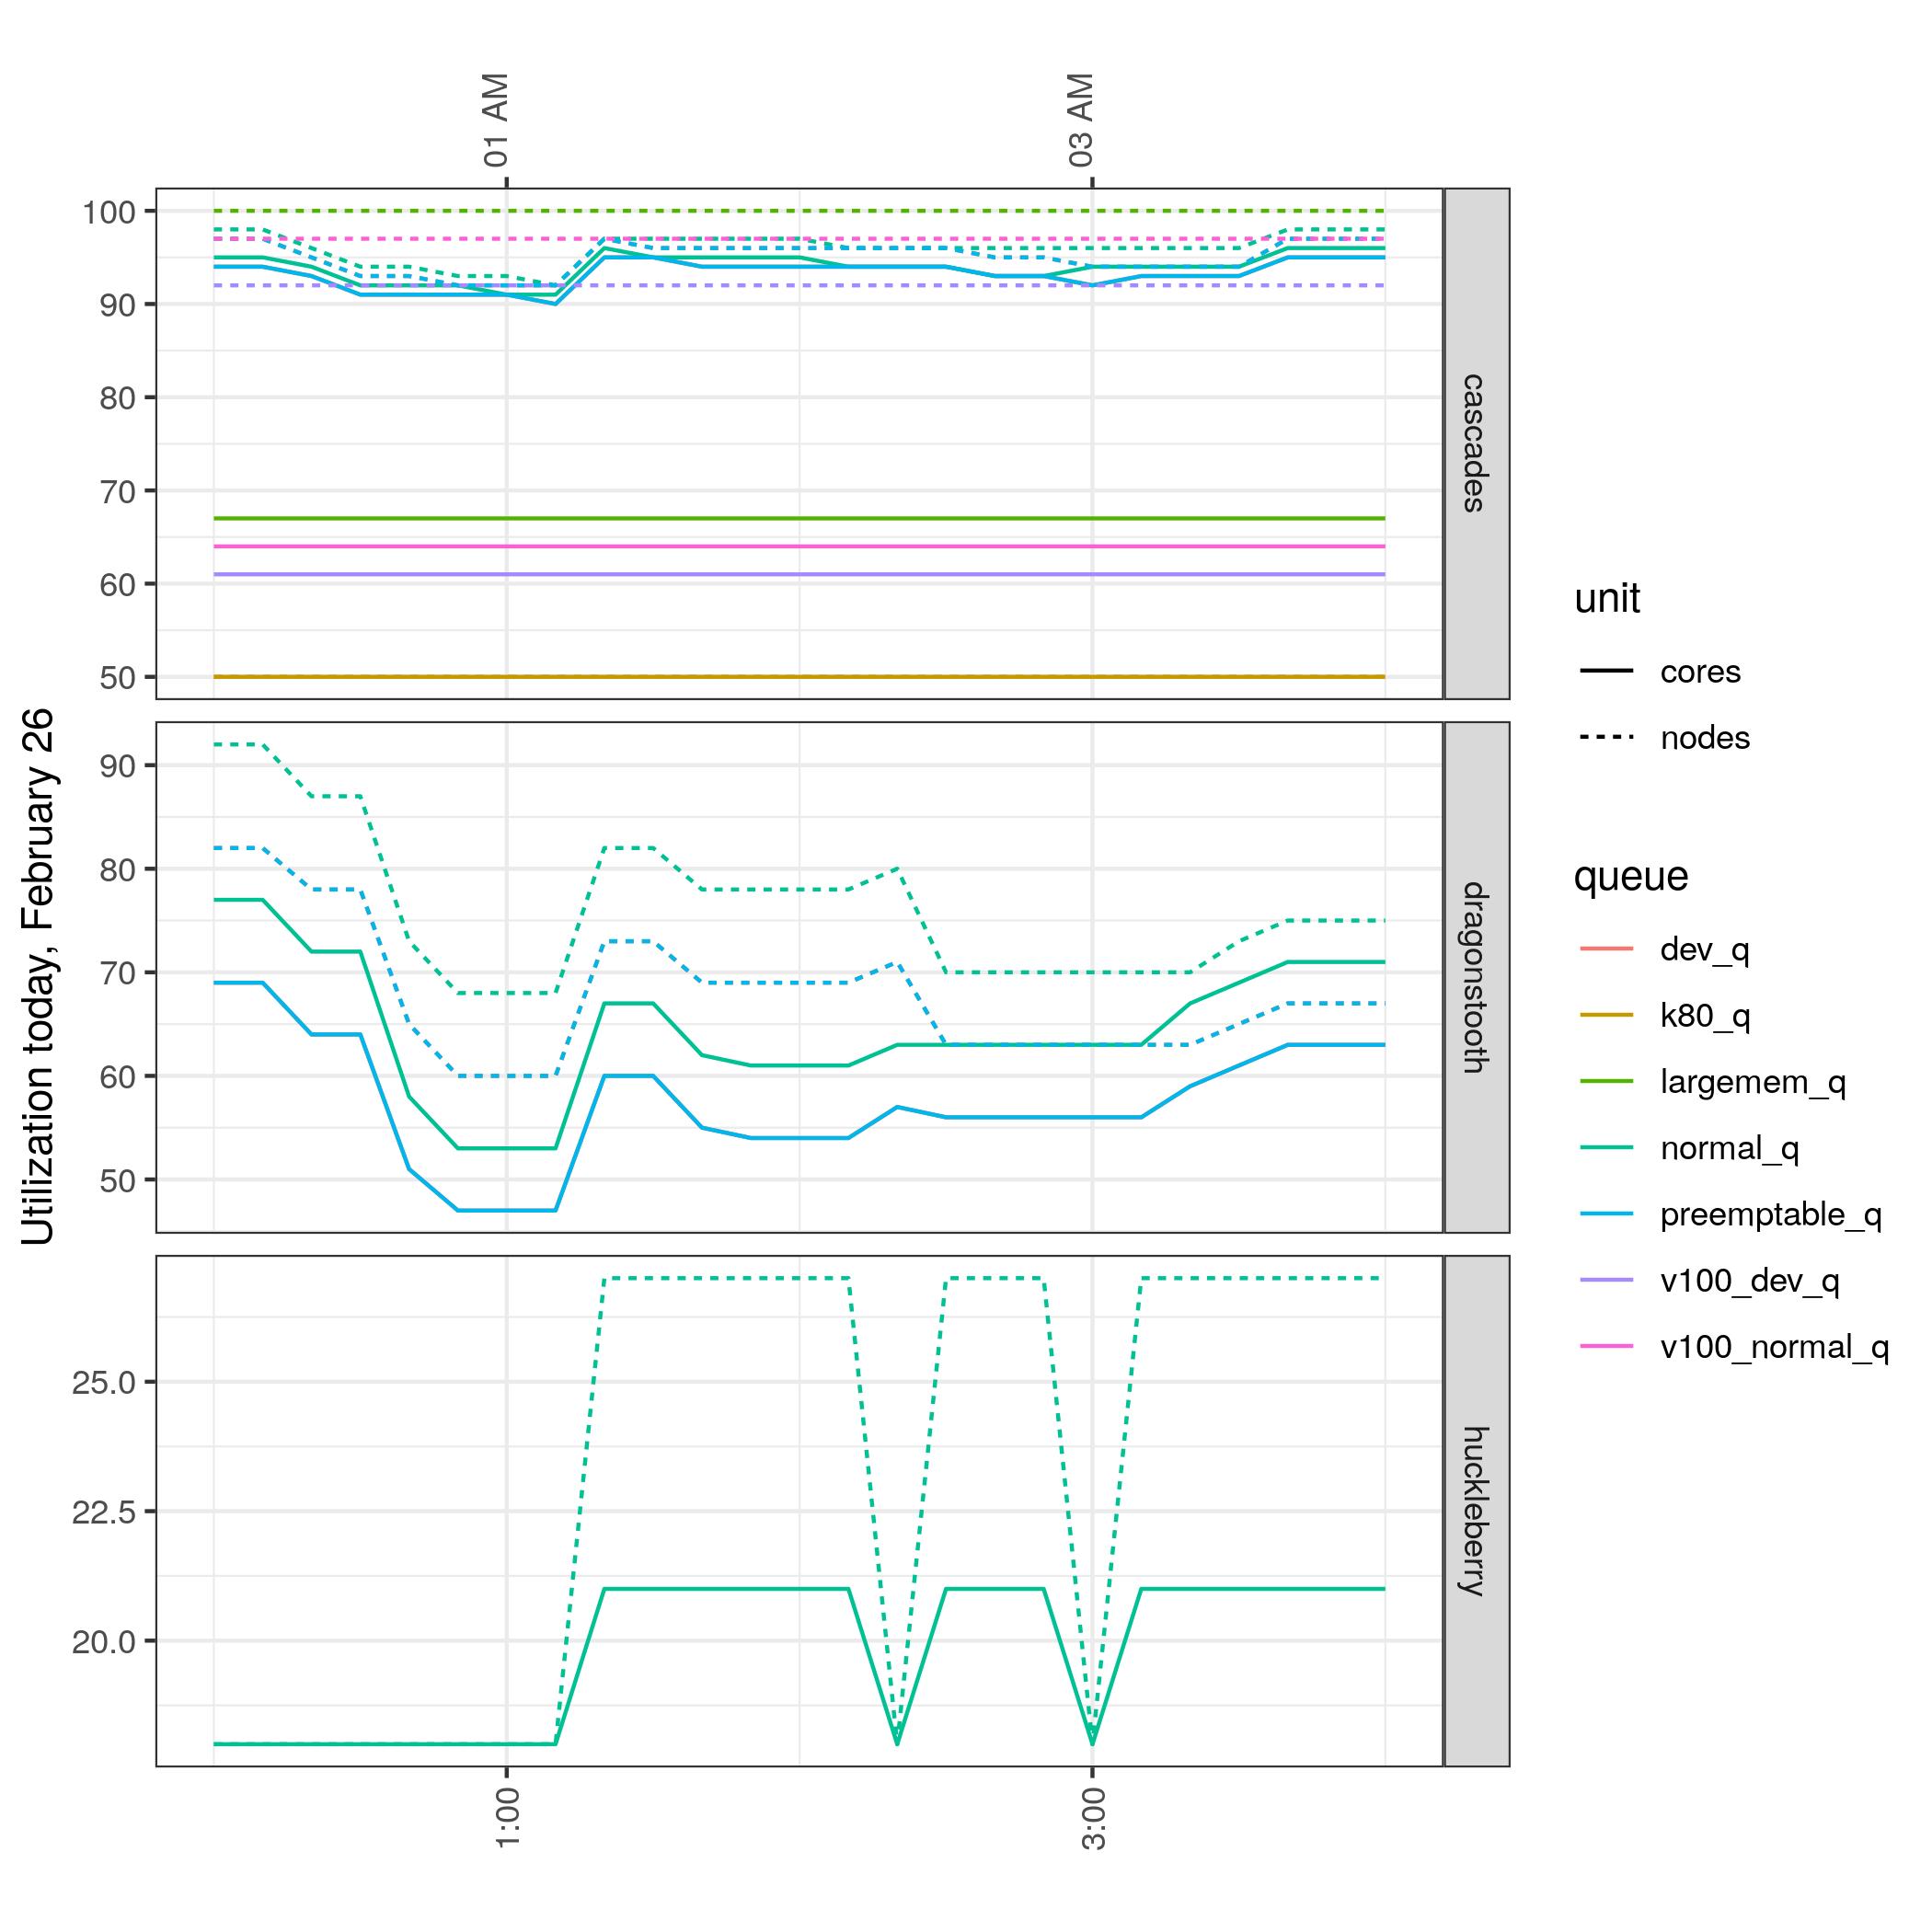 01 AM
03 AM
100
90
80
70
60
50
cascades
90
80
70
60
50
dragonstooth
25.0
22.5
20.0
huckleberry
1:00
3:00
Utilization today, February 26
unit
cores
nodes
queue
dev_q
k80_q
largemem_q
normal_q
preemptable_q
v100_dev_q
v100_normal_q